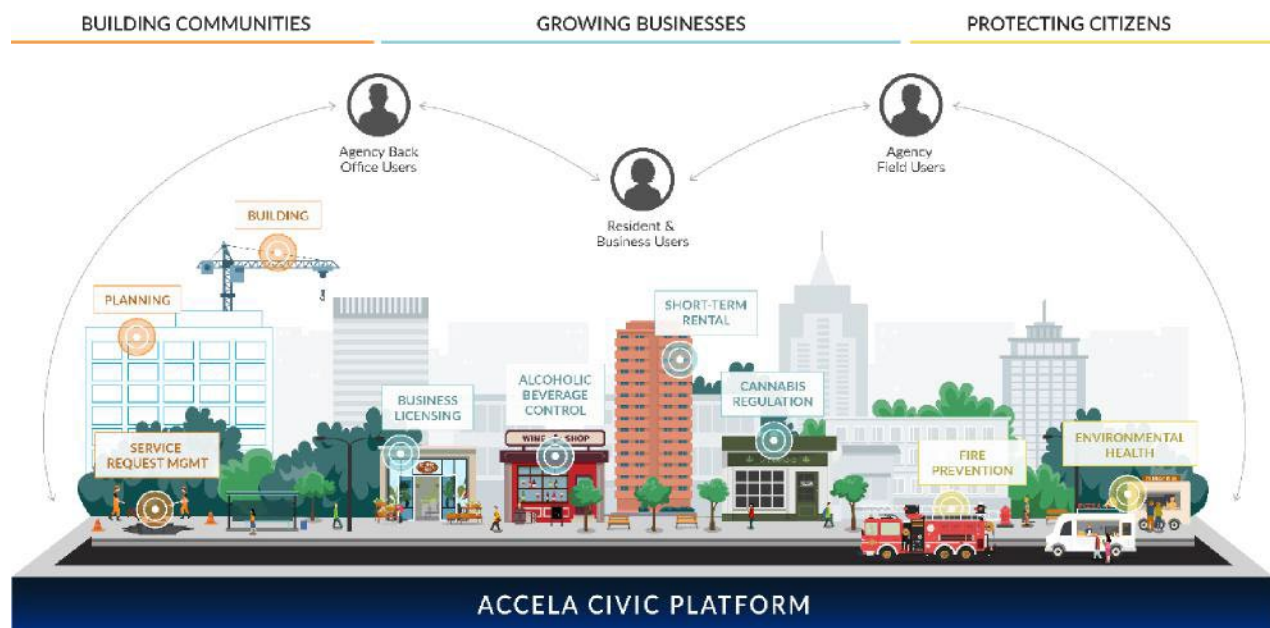 BUILDING COMMUNITIES
GROWING BUSINESSES
PROTECTING CITIZENS
Agency Back
Office Users
Agency
Field Users
Resident &
Business Users
BUILDING
PLANNING
SHORT-TERM
RENTAL
ALCOHOLIC
BEVERAGE
CONTROL
BUSINESS
LICENSING
CANNABIS
REGULATION
SERVICE
REQUEST MGMT
FIRE
PREVENTION
ENVIRONMENTAL
HEALTH
SHOP
ACCELA CIVIC PLATFORM